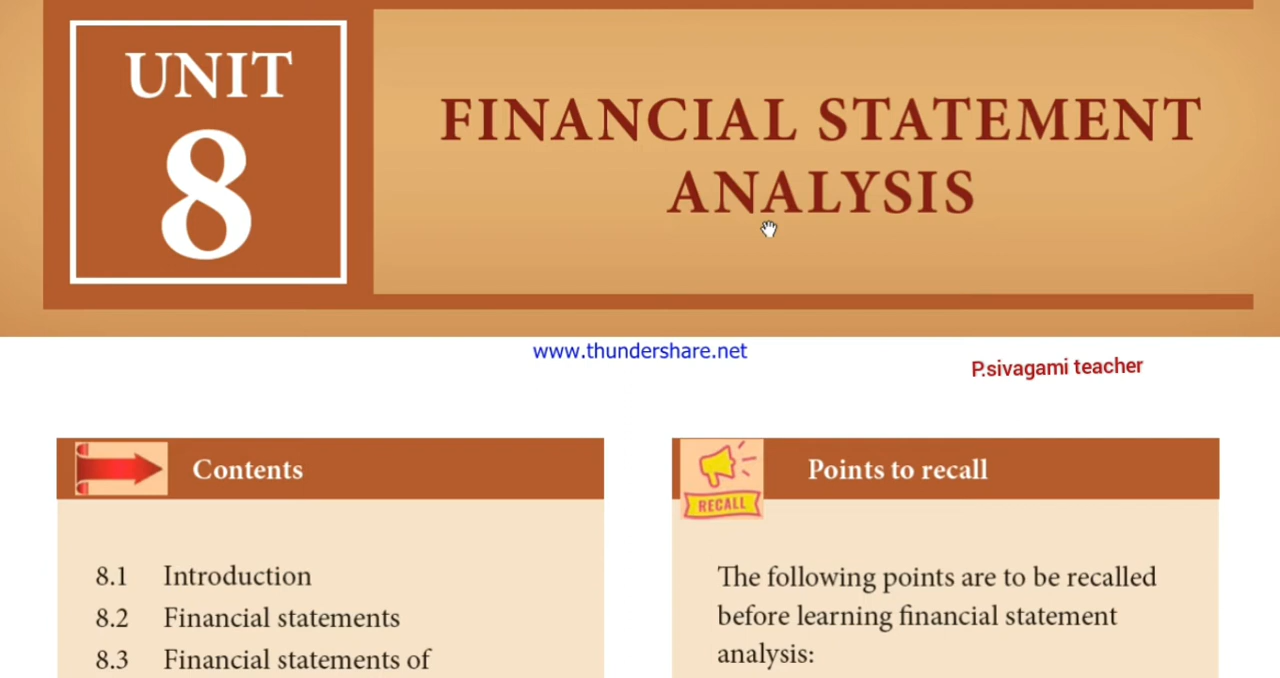 UNIT
8
FINANCIAL STATEMENT
ANALYSIS
www.thundershare.net
P.sivagami teacher
Contents
8.1 Introduction
8.2 Financial statements
8.3 Financial statements of
RECALL
Points to recall
The following points are to be recalled
before learning financial statement
analysis: